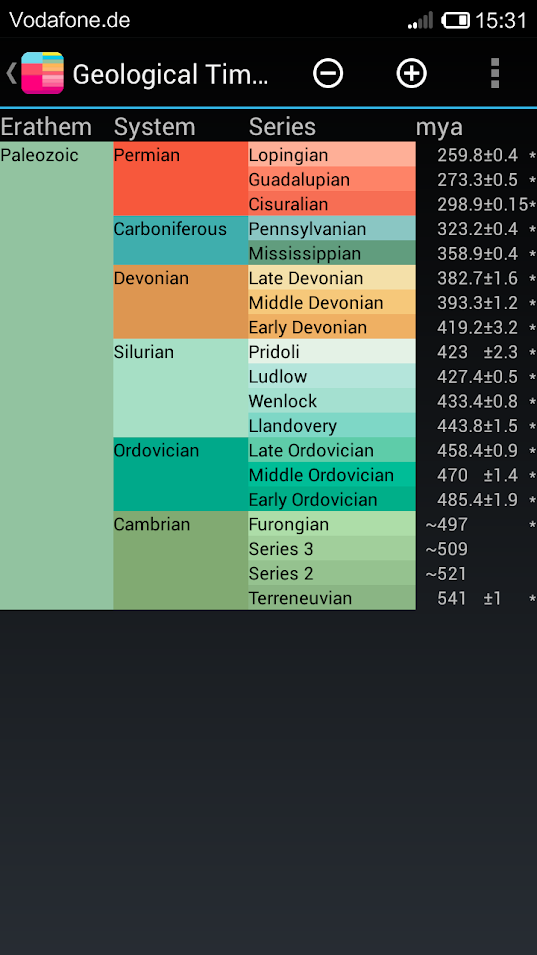 Vodafone.de 15:31
Geological Tim...
Erathem System Series mya
Paleozoic Permian Lopingian 259.8±0.4 *
Guadalupian 273.3±0.5 *
Cisuralian 298.9±0.15*
Carboniferous Pennsylvanian 323.2±0.4 *
Mississippian 358.9±0.4 *
Devonian Late Devonian 382.7±1.6 *
Middle Devonian 393.3±1.2 *
Early Devonian 419.2±3.2 *
Silurian Pridoli 423 ±2.3 *
Ludlow 427.4±0.5 *
Wenlock 433.4±0.8 *
Llandovery 443.8±1.5 *
Ordovician Late Ordovician 458.4±0.9 *
Middle Ordovician 470 ±1.4 *
Early Ordovician 485.4±1.9 *
Cambrian Furongian ~497 *
Series 3 ~509
Series 2 ~521
Terreneuvian 541 ±1 *